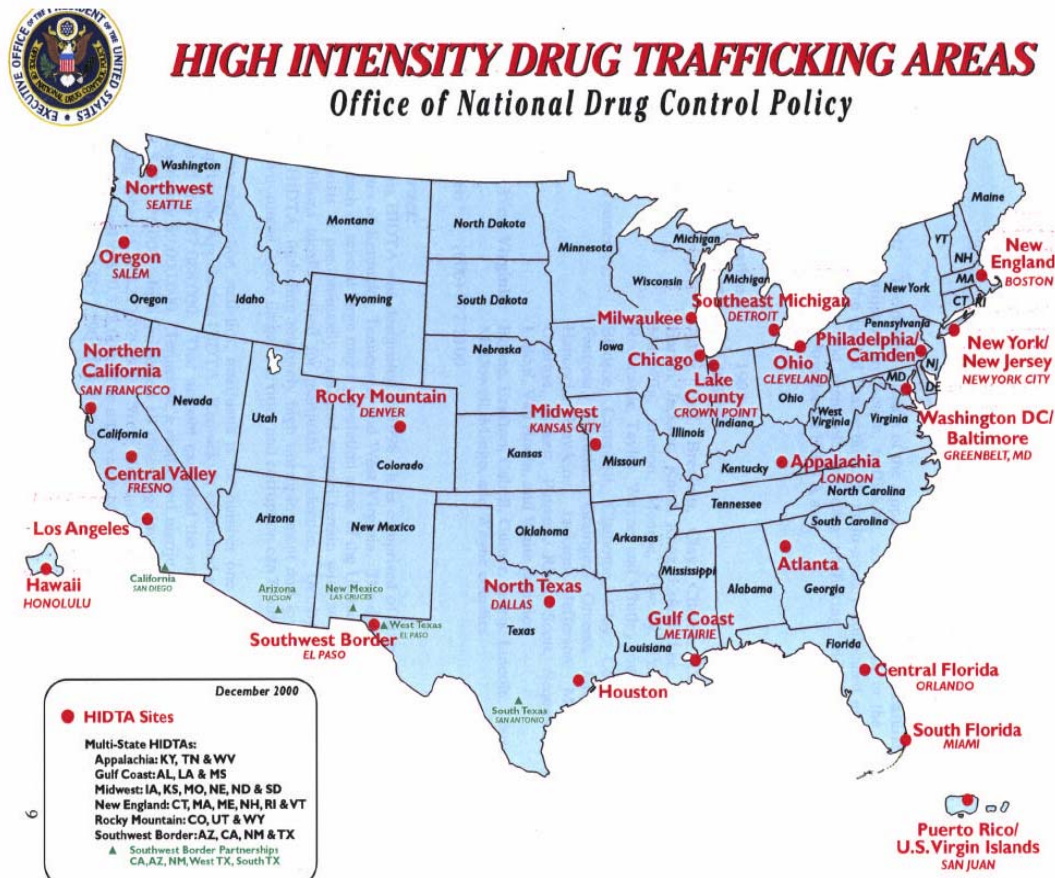 EXECUTIVE OFFICE OF THE PRESIDENT OF THE UNITED STATES
HIGH INTENSITY DRUG TRAFFICKING AREAS
Office of National Drug Control Policy
Washington
Northwest
SEATTLE
Oregon
SALEM
Oregon
Idaho
Montana
Wyoming
North Dakota
South Dakota
Nebraska
Minnesota
Wisconsin
Michigan
Michigan
Iowa
Milwaukee
Southeast Michigan
DETROIT
Chicago
Lake
County
CROWN POINT
Illinois
Indiana
Ohio
CLEVELAND
Ohio
New York
Pennsylvania
Philadelphia/
Camden
Maine
VT
NH
MA
CT
RI
NJ
MD
DE
New
England
BOSTON
New York/
New Jersey
NEW YORK CITY
Washington DC/
Baltimore
GREENBELT, MD
West
Virginia
Virginia
Northern
California
SAN FRANCISCO
Nevada
Utah
California
Central Valley
FRESNO
Los Angeles
Rocky Mountain
DENVER
Colorado
Midwest
KANSAS CITY
Kansas
Missouri
Kentucky
Appalachia
LONDON
Tennessee
North Carolina
South Carolina
Arizona
New Mexico
Oklahoma
Arkansas
Mississippi
Alabama
Atlanta
Georgia
Hawaii
HONOLULU
California
SAN DIEGO
Arizona
TUCSON
New Mexico
LAS CRUCES
West Texas
EL PASO
Southwest Border
EL PASO
North Texas
DALLAS
Texas
South Texas
SAN ANTONIO
Houston
Gulf Coast
METAIRIE
Louisiana
Florida
Central Florida
ORLANDO
South Florida
MIAMI
Puerto Rico/
U.S. Virgin Islands
SAN JUAN
December 2000
HIDTA Sites
Multi-State HIDTAs:
Appalachia: KY, TN & WV
Gulf Coast: AL, LA & MS
Midwest: IA, KS, MO, NE, ND & SD
New England: CT, MA, ME, NH, RI & VT
Rocky Mountain: CO, UT & WY
Southwest Border: AZ, CA, NM & TX
Southwest Border Partnerships
CA, AZ, NM, West TX, South TX
9